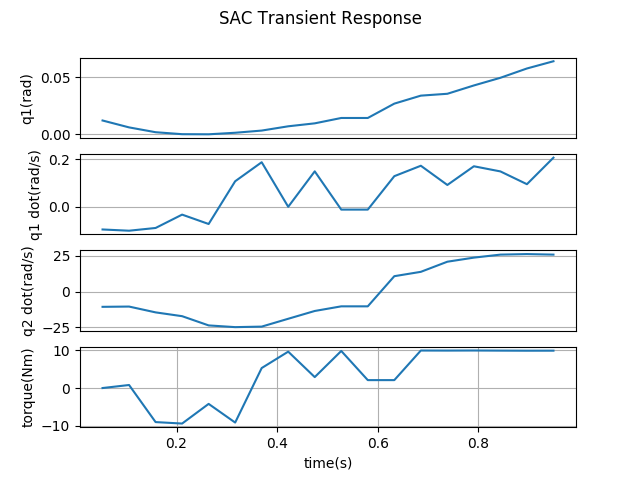 SAC Transient Response
q1(rad)
0.05
0.00
q1 dot(rad/s)
0.2
0.0
q2 dot(rad/s)
25
0
−25
torque(Nm)
10
0
−10
0.2 0.4 0.6 0.8
time(s)